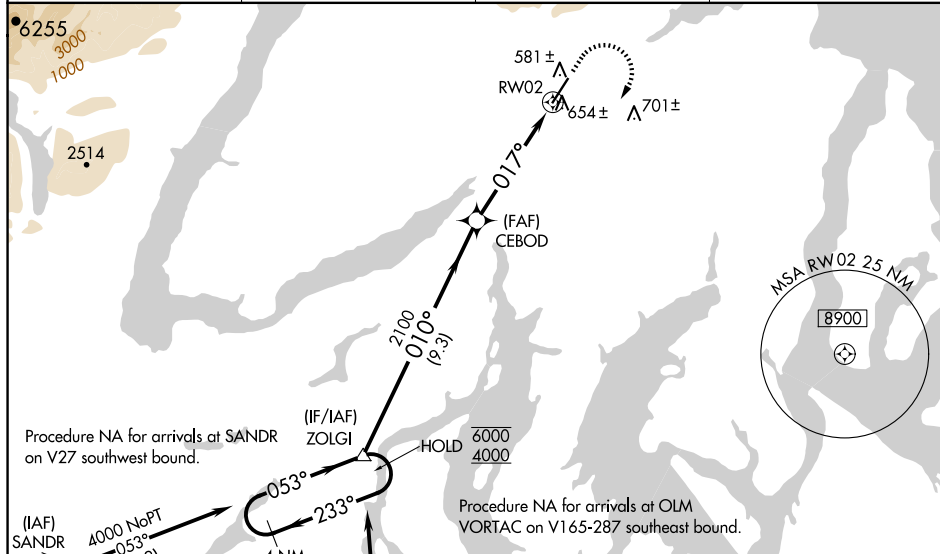 6255
3000
1000
2514
581 ±
RW02
654 ±
701 ±
017°
(FAF)
CEBOD
MSA RW02 25 NM
8900
2100
010°
(9.3)
(IF/IAF)
ZOLGI
HOLD
6000
4000
Procedure NA for arrivals at SANDR
on V27 southwest bound.
053°
233°
Procedure NA for arrivals at OLM
VORTAC on V165-287 southeast bound.
(IAF)
SANDR
4000 NoPT
053°
4 NM